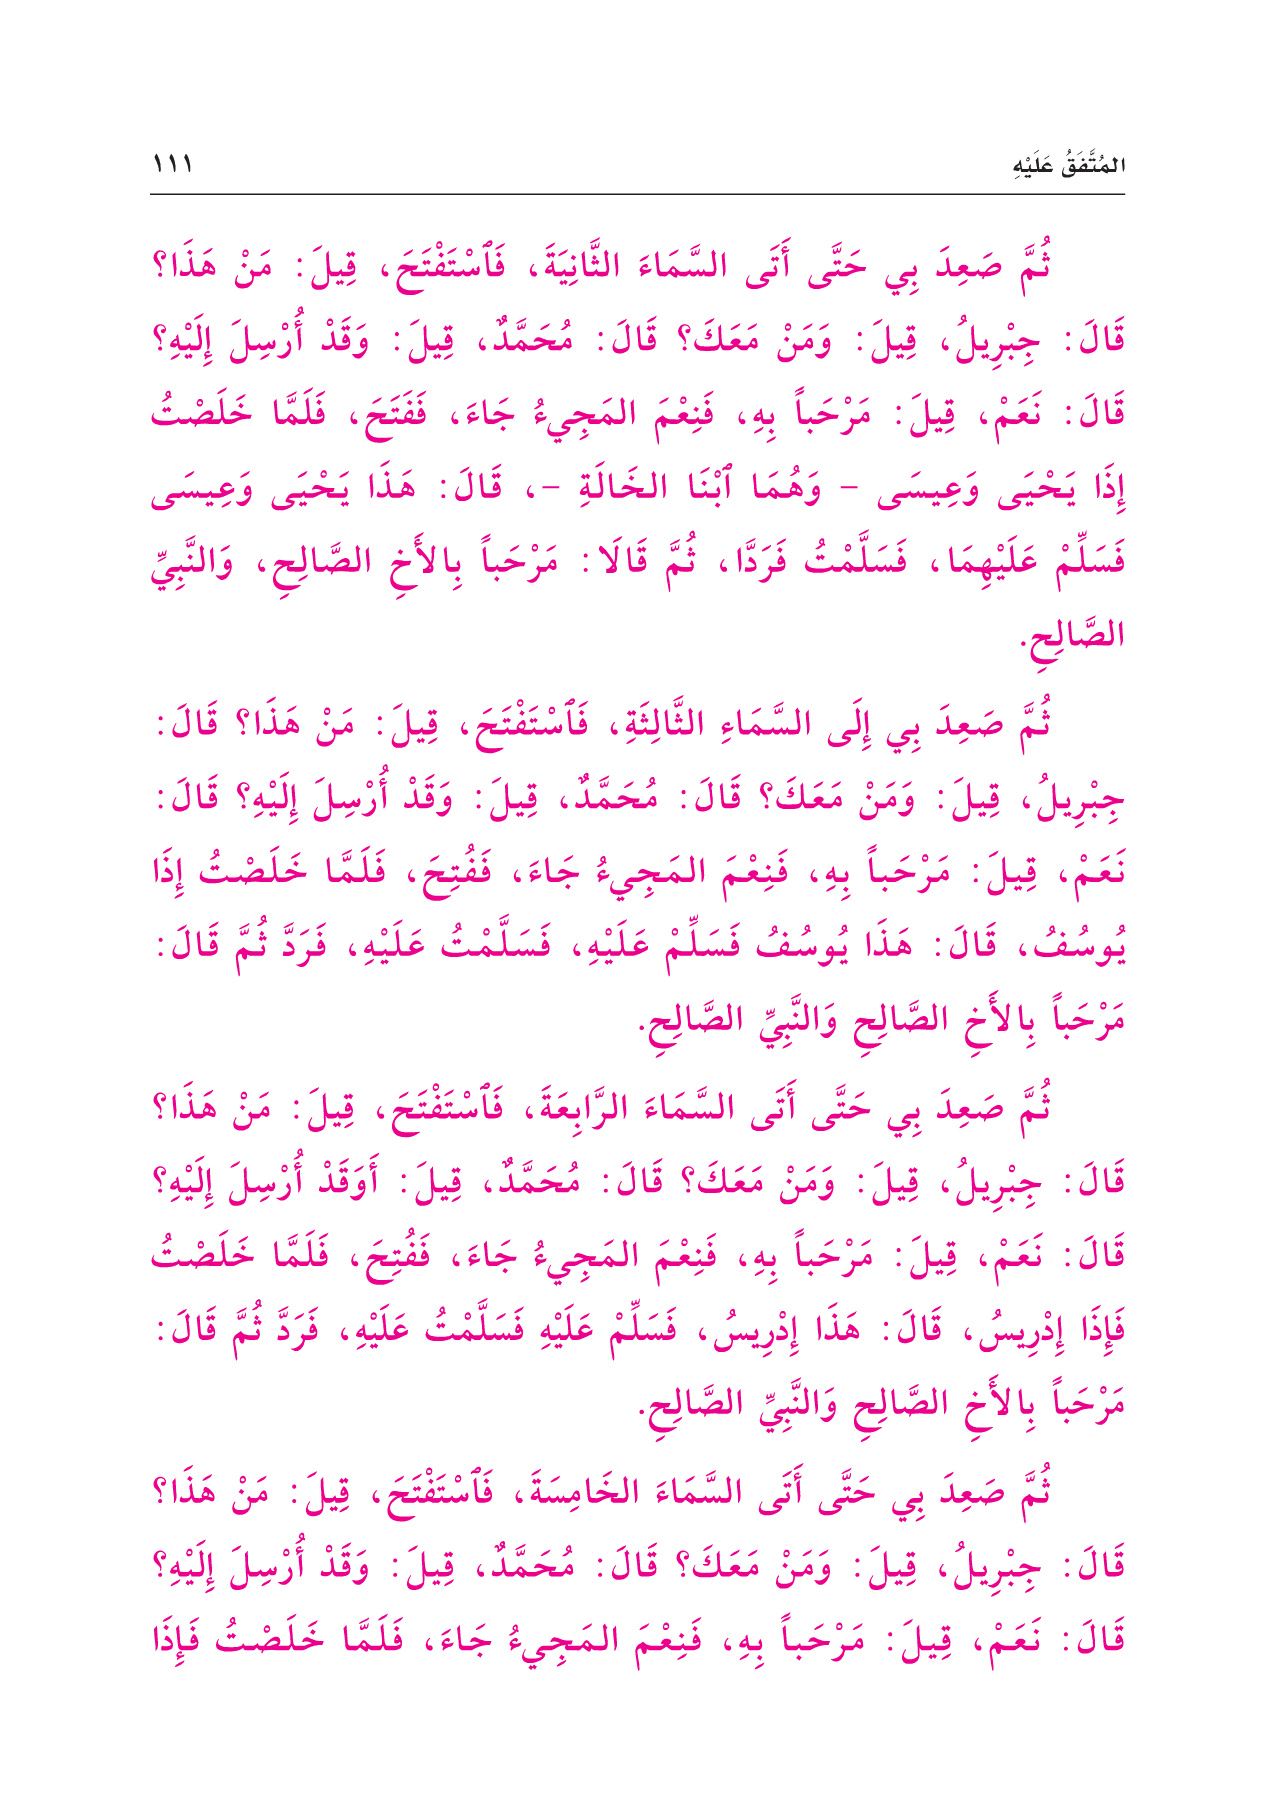 المُتَّفَقُ عَلَيْهِ ١١١
ثُمَّ صَعِدَ بِي حَتَّى أَتَى السَّمَاءَ الثَّانِيَةَ، فَٱسْتَفْتَحَ، قِيلَ: مَنْ هَذَا؟
قَالَ: جِبْرِيلُ، قِيلَ: وَمَنْ مَعَكَ؟ قَالَ: مُحَمَّدٌ، قِيلَ: وَقَدْ أُرْسِلَ إِلَيْهِ؟
قَالَ: نَعَمْ، قِيلَ: مَرْحَباً بِهِ، فَنِعْمَ المَجِيءُ جَاءَ، فَفَتَحَ، فَلَمَّا خَلَصْتُ
إِذَا يَحْيَى وَعِيسَى - وَهُمَا ٱبْنَا الخَالَةِ -، قَالَ: هَذَا يَحْيَى وَعِيسَى
فَسَلِّمْ عَلَيْهِمَا، فَسَلَّمْتُ فَرَدَّا، ثُمَّ قَالَا: مَرْحَباً بِالأَخِ الصَّالِحِ، وَالنَّبِيِّ
الصَّالِحِ.
ثُمَّ صَعِدَ بِي إِلَى السَّمَاءِ الثَّالِثَةِ، فَٱسْتَفْتَحَ، قِيلَ: مَنْ هَذَا؟ قَالَ:
جِبْرِيلُ، قِيلَ: وَمَنْ مَعَكَ؟ قَالَ: مُحَمَّدٌ، قِيلَ: وَقَدْ أُرْسِلَ إِلَيْهِ؟ قَالَ:
نَعَمْ، قِيلَ: مَرْحَباً بِهِ، فَنِعْمَ المَجِيءُ جَاءَ، فَفُتِحَ، فَلَمَّا خَلَصْتُ إِذَا
يُوسُفُ، قَالَ: هَذَا يُوسُفُ فَسَلِّمْ عَلَيْهِ، فَسَلَّمْتُ عَلَيْهِ، فَرَدَّ ثُمَّ قَالَ:
مَرْحَباً بِالأَخِ الصَّالِحِ وَالنَّبِيِّ الصَّالِحِ.
ثُمَّ صَعِدَ بِي حَتَّى أَتَى السَّمَاءَ الرَّابِعَةَ، فَٱسْتَفْتَحَ، قِيلَ: مَنْ هَذَا؟
قَالَ: جِبْرِيلُ، قِيلَ: وَمَنْ مَعَكَ؟ قَالَ: مُحَمَّدٌ، قِيلَ: أَوَقَدْ أُرْسِلَ إِلَيْهِ؟
قَالَ: نَعَمْ، قِيلَ: مَرْحَباً بِهِ، فَنِعْمَ المَجِيءُ جَاءَ، فَفُتِحَ، فَلَمَّا خَلَصْتُ
فَإِذَا إِدْرِيسُ، قَالَ: هَذَا إِدْرِيسُ، فَسَلِّمْ عَلَيْهِ فَسَلَّمْتُ عَلَيْهِ، فَرَدَّ ثُمَّ قَالَ:
مَرْحَباً بِالأَخِ الصَّالِحِ وَالنَّبِيِّ الصَّالِحِ.
ثُمَّ صَعِدَ بِي حَتَّى أَتَى السَّمَاءَ الخَامِسَةَ، فَٱسْتَفْتَحَ، قِيلَ: مَنْ هَذَا؟
قَالَ: جِبْرِيلُ، قِيلَ: وَمَنْ مَعَكَ؟ قَالَ: مُحَمَّدٌ، قِيلَ: وَقَدْ أُرْسِلَ إِلَيْهِ؟
قَالَ: نَعَمْ، قِيلَ: مَرْحَباً بِهِ، فَنِعْمَ المَجِيءُ جَاءَ، فَلَمَّا خَلَصْتُ فَإِذَا